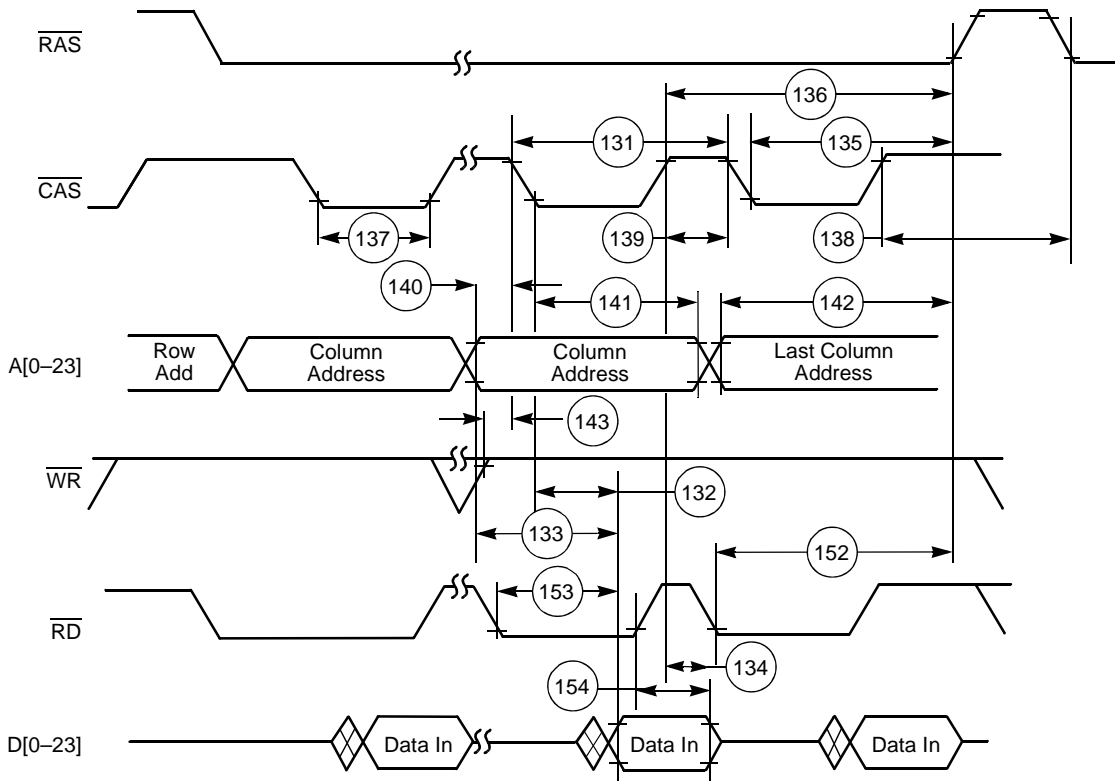 RAS
136
131
135
CAS
137
139
138
140
141
142
A[0–23]
Row
Add
Column
Address
Column
Address
Last Column
Address
143
WR
132
133
152
153
RD
134
154
D[0–23]
Data In
Data In
Data In